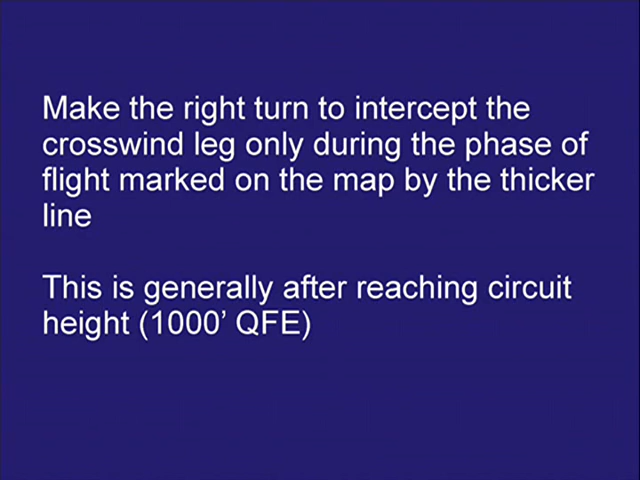 Make the right turn to intercept the
crosswind leg only during the phase of
flight marked on the map by the thicker
line
This is generally after reaching circuit
height (1000’ QFE)